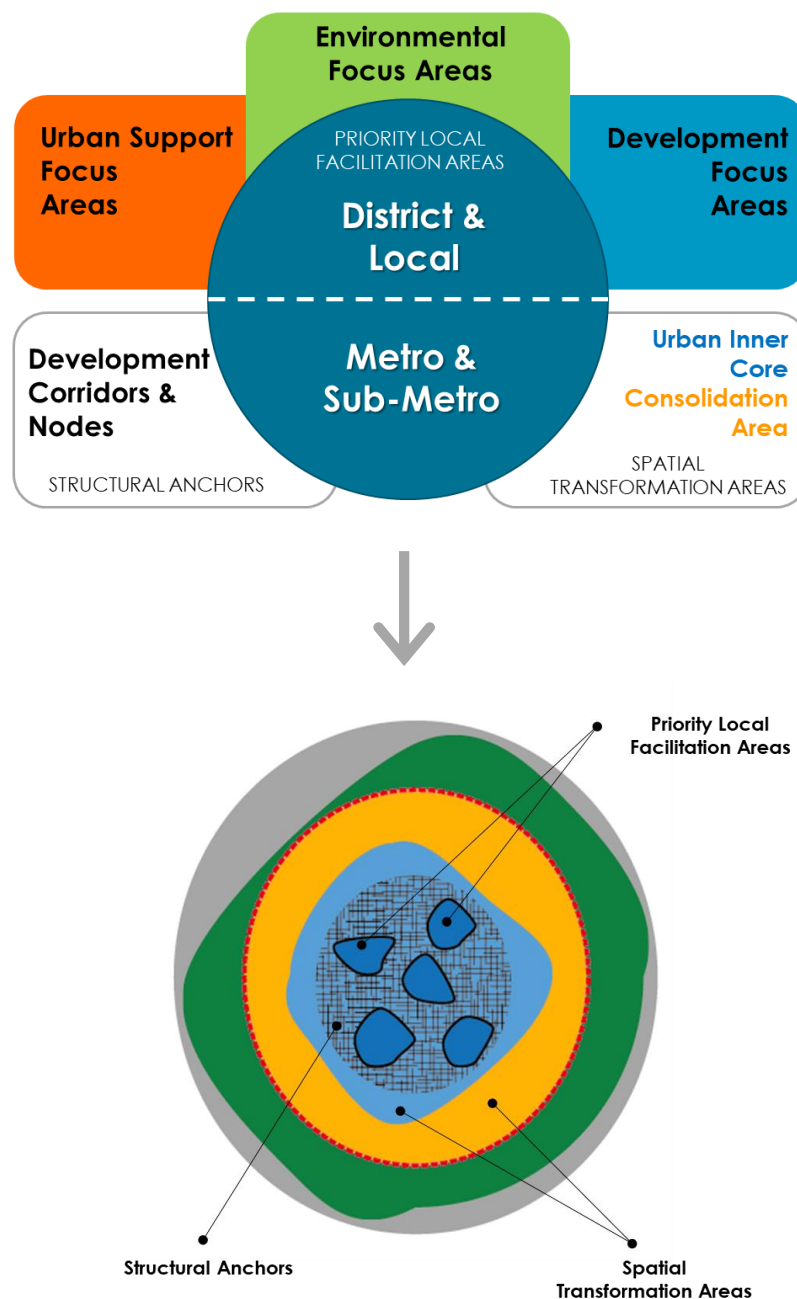 Environmental
Focus Areas
Urban Support
Focus
Areas
PRIORITY LOCAL
FACILITATION AREAS
Development
Focus
Areas
District &
Local
Development
Corridors &
Nodes
STRUCTURAL ANCHORS
Metro &
Sub-Metro
Urban Inner
Core
Consolidation
Area
SPATIAL
TRANSFORMATION AREAS
Priority Local
Facilitation Areas
Structural Anchors
Spatial
Transformation Areas